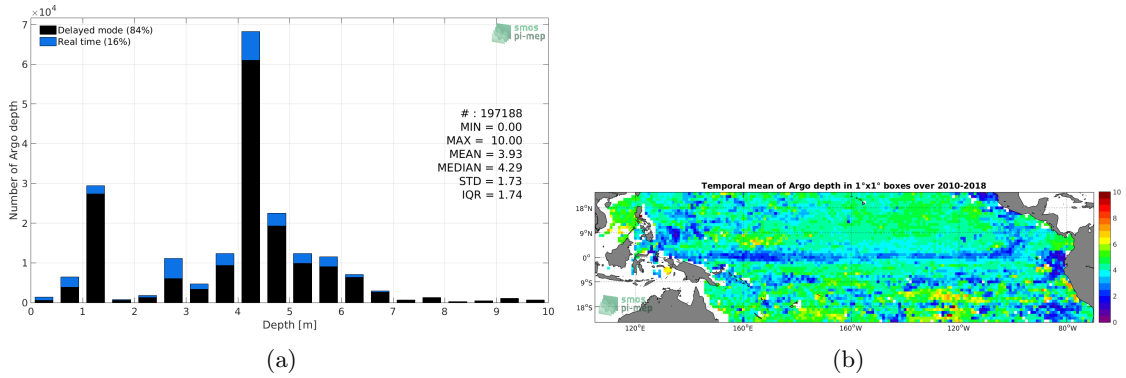 ×10⁴
7
6
5
4
3
2
1
0
Number of Argo depth
Delayed mode (84%)
Real time (16%)
smos
pi-mep
# : 197188
MIN = 0.00
MAX = 10.00
MEAN = 3.93
MEDIAN = 4.29
STD = 1.73
IQR = 1.74
0 1 2 3 4 5 6 7 8 9 10
Depth [m]
(a)
Temporal mean of Argo depth in 1°x1° boxes over 2010-2018
18°N
9°N
0°
9°S
18°S
smos
pi-mep
120°E 160°E 160°W 120°W 80°W
10
8
6
4
2
0
(b)